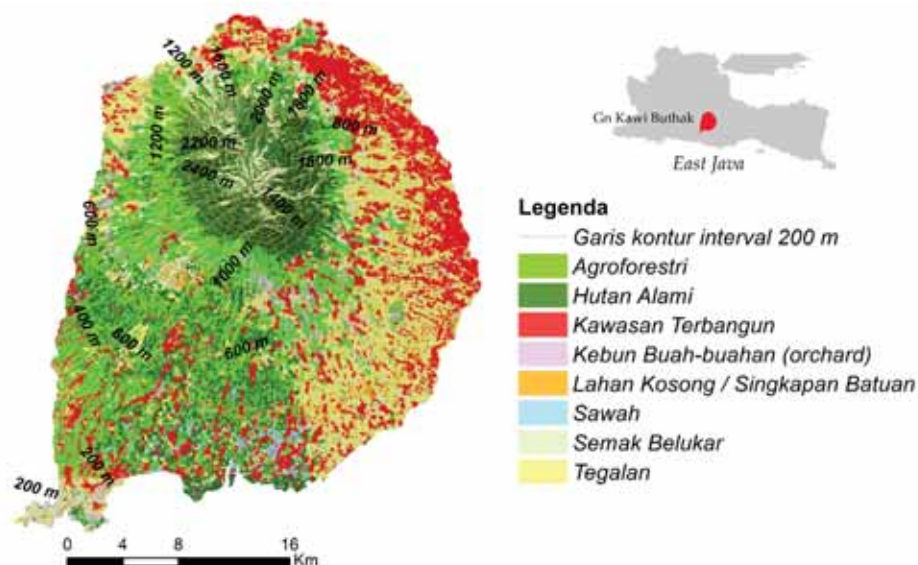 1200 m
1600 m
2000 m
1800 m
800 m
1200 m
2200 m
1800 m
2400 m
1400 m
600 m
1000 m
400 m
600 m
600 m
200 m
200 m
0 4 8 16
Km
Gn Kawi Buthak
East Java
Legenda
Garis kontur interval 200 m
Agroforestri
Hutan Alami
Kawasan Terbangun
Kebun Buah-buahan (orchard)
Lahan Kosong / Singkapan Batuan
Sawah
Semak Belukar
Tegalan